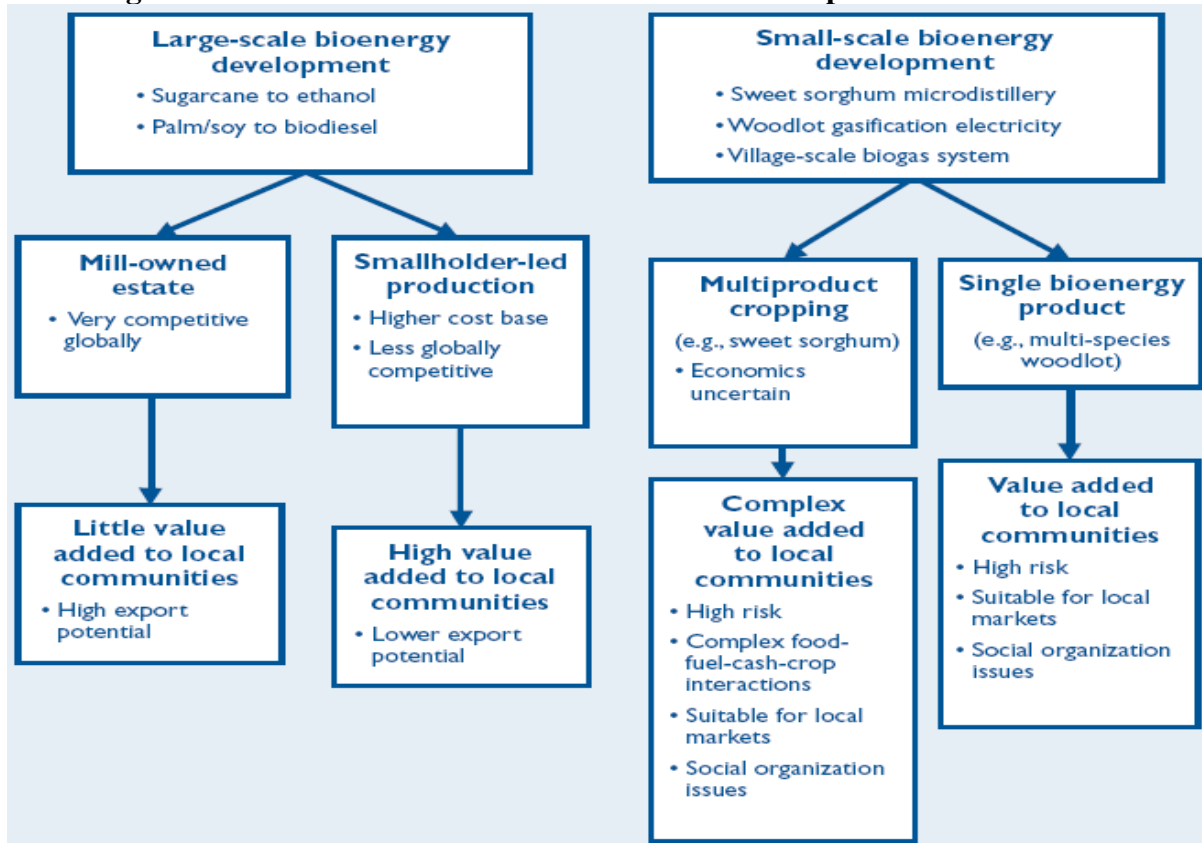 Large-scale bioenergy
development
• Sugarcane to ethanol
• Palm/soy to biodiesel
Small-scale bioenergy
development
• Sweet sorghum microdistillery
• Woodlot gasification electricity
• Village-scale biogas system
Mill-owned
estate
• Very competitive
globally
Smallholder-led
production
• Higher cost base
• Less globally
competitive
Multiproduct
cropping
(e.g., sweet sorghum)
• Economics
uncertain
Single bioenergy
product
(e.g., multi-species
woodlot)
Little value
added to local
communities
• High export
potential
High value
added to local
communities
• Lower export
potential
Complex
value added
to local
communities
• High risk
• Complex food-
fuel-cash-crop
interactions
• Suitable for local
markets
• Social organization
issues
Value added
to local
communities
• High risk
• Suitable for local
markets
• Social organization
issues